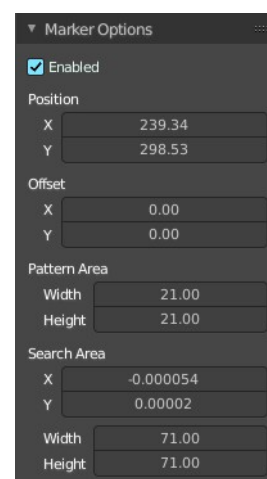 Marker Options
Enabled
Position
X 239.34
Y 298.53
Offset
X 0.00
Y 0.00
Pattern Area
Width 21.00
Height 21.00
Search Area
X -0.000054
Y 0.00002
Width 71.00
Height 71.00